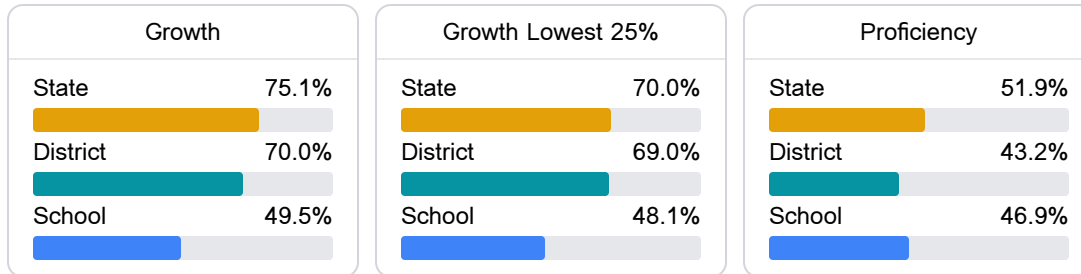 Growth
State 75.1%
District 70.0%
School 49.5%
Growth Lowest 25%
State 70.0%
District 69.0%
School 48.1%
Proficiency
State 51.9%
District 43.2%
School 46.9%